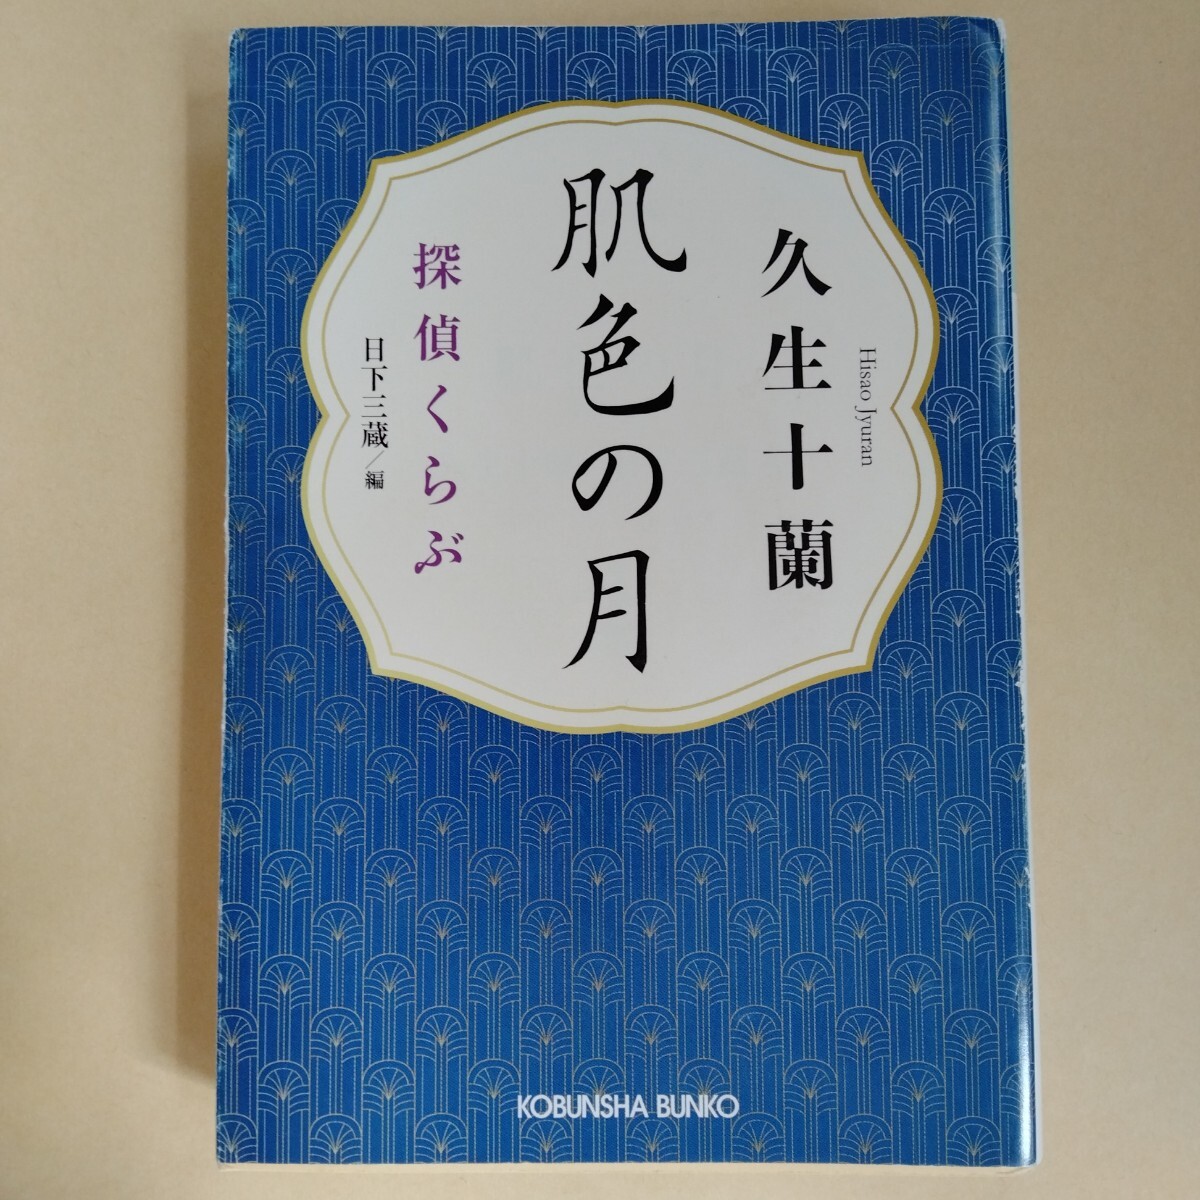 久生十蘭
Hisao Jyuran
肌色の月
探偵くらぶ
日下三蔵／編
KOBUNSHA BUNKO